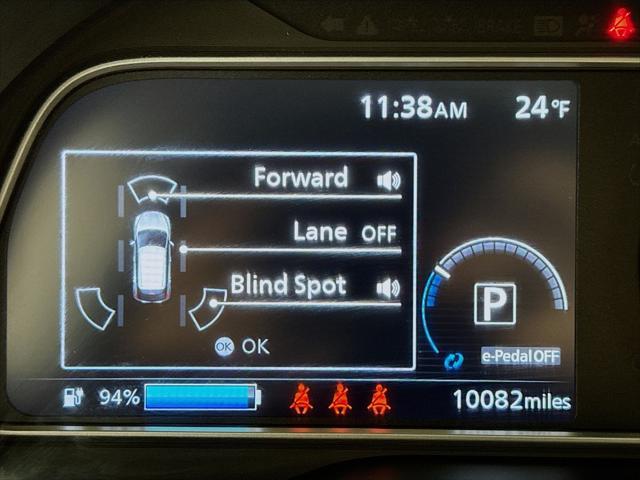 11:38AM 24°F
Forward
Lane OFF
Blind Spot
OK OK
P
e-Pedal OFF
94% 10082miles